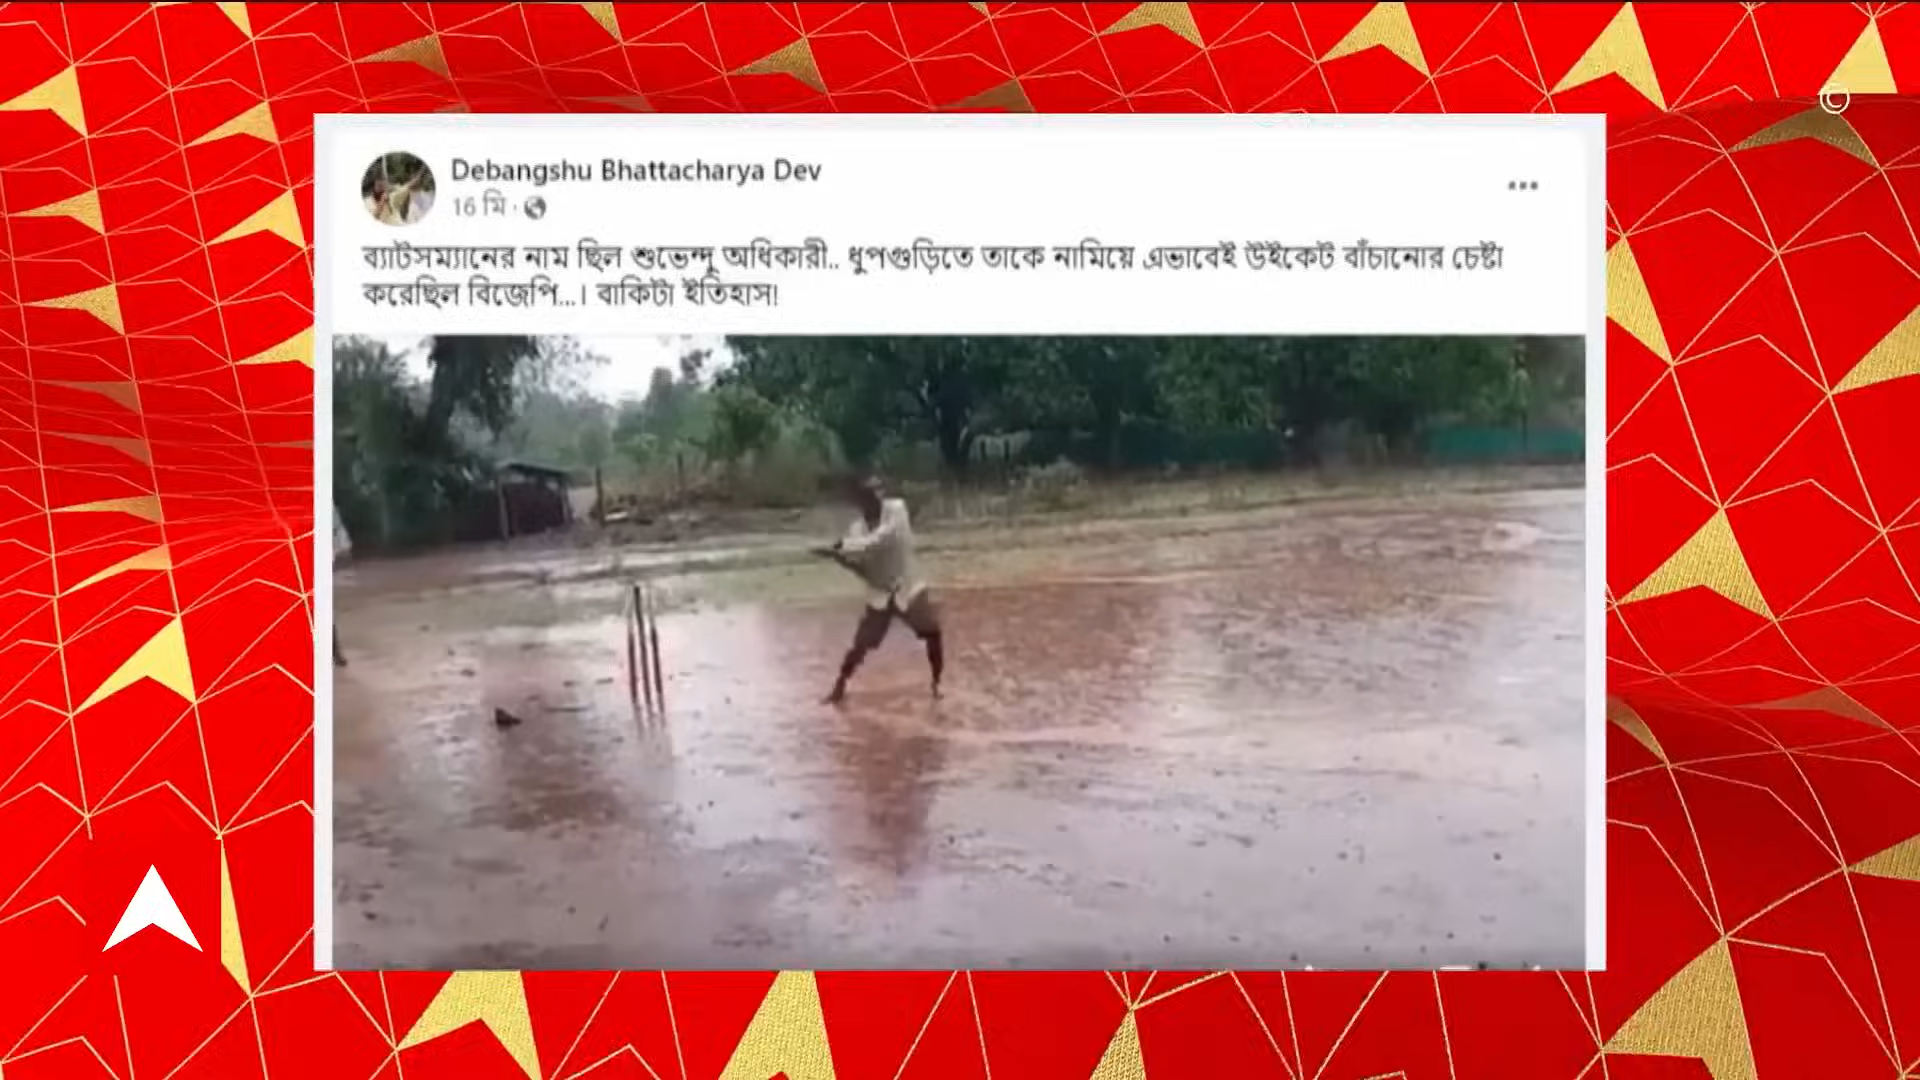 ©
Debangshu Bhattacharya Dev
16 মি ·
ব্যাটসম্যানের নাম ছিল শুভেন্দু অধিকারী.. ধুপগুড়িতে তাকে নামিয়ে এভাবেই উইকেট বাঁচানোর চেষ্টা
করেছিল বিজেপি...। বাকিটা ইতিহাস!